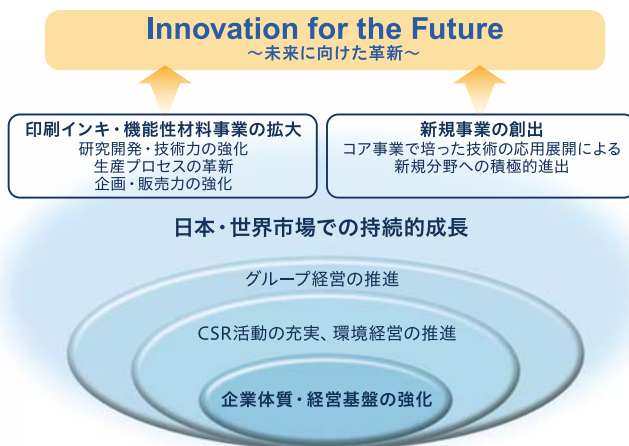 Innovation for the Future
～未来に向けた革新～
印刷インキ・機能性材料事業の拡大
研究開発・技術力の強化
生産プロセスの革新
企画・販売力の強化
新規事業の創出
コア事業で培った技術の応用展開による
新規分野への積極的進出
日本・世界市場での持続的成長
グループ経営の推進
CSR活動の充実、環境経営の推進
企業体質・経営基盤の強化